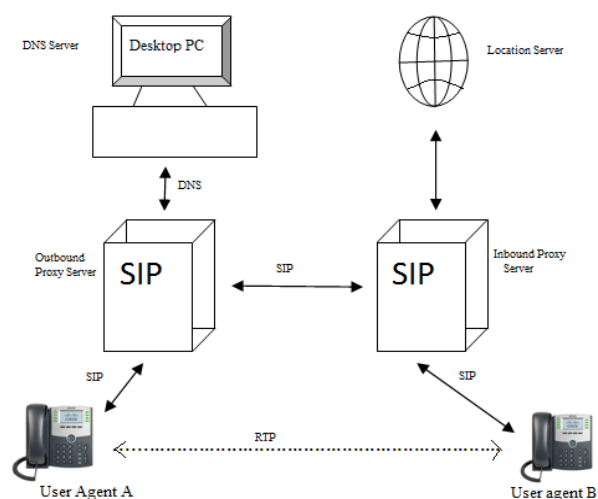 DNS Server
Desktop PC
Location Server
DNS
Outbound
Proxy Server
SIP
SIP
SIP
Inbound Proxy
Server
SIP
SIP
RTP
User Agent A
User agent B